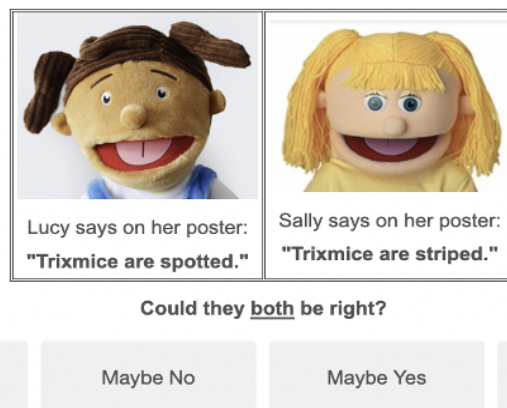 Lucy says on her poster:
"Trixmice are spotted."
Sally says on her poster:
"Trixmice are striped."
Could they both be right?
Maybe No
Maybe Yes